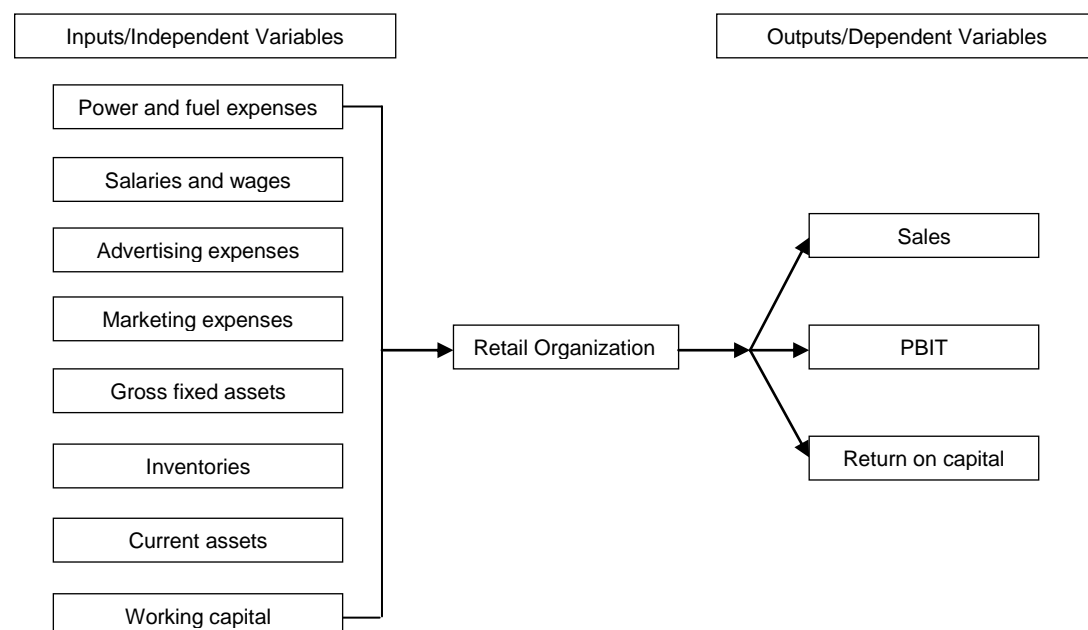 Inputs/Independent Variables
Outputs/Dependent Variables
Power and fuel expenses
Salaries and wages
Advertising expenses
Marketing expenses
Gross fixed assets
Inventories
Current assets
Working capital
Retail Organization
Sales
PBIT
Return on capital